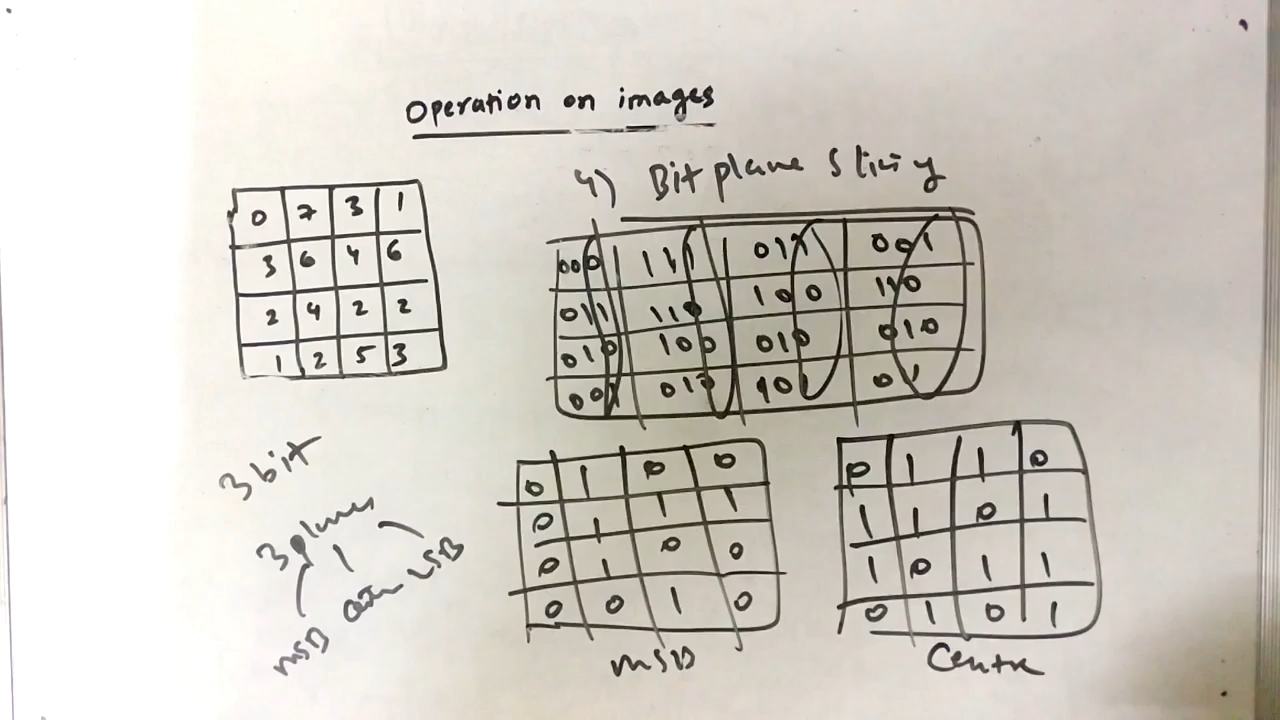 Operation on images
4) Bit plane Slicing
0 7 3 1
3 6 4 6
2 4 2 2
1 2 5 3
000 111 011 001
011 110 100 110
010 100 010 010
001 010 101 01
3 bit
3 planes
MSB Centre LSB
0 1 0 0
0 1 1 1
0 1 0 0
0 0 1 0
MSB
0 1 1 0
1 1 0 1
1 0 1 1
0 1 0 1
Centre